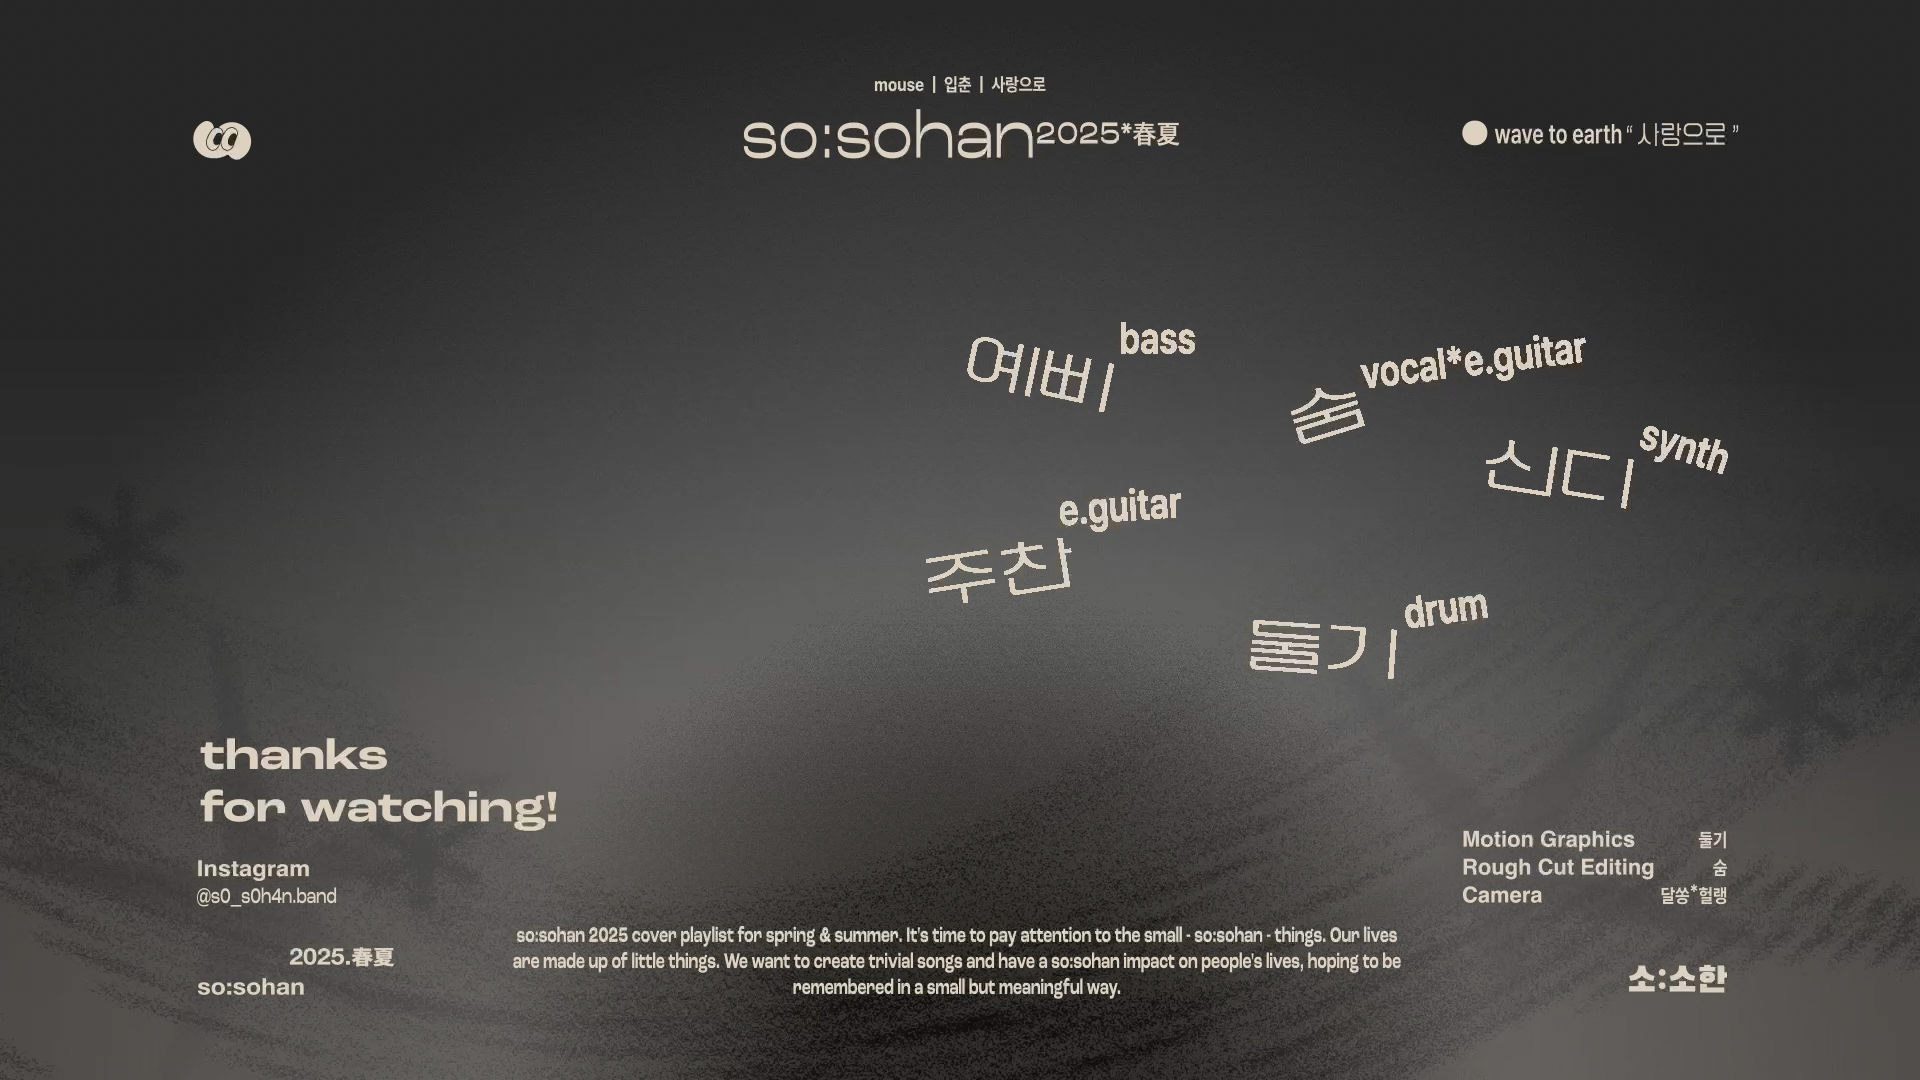 mouse | 입춘 | 사랑으로
so:sohan2025*春夏
wave to earth “ 사랑으로 ”
예삐 bass
숨 vocal*e.guitar
신디 synth
주찬 e.guitar
둘기 drum
thanks
for watching!
Instagram
@s0_s0h4n.band
2025.春夏
so:sohan
so:sohan 2025 cover playlist for spring & summer. It's time to pay attention to the small - so:sohan - things. Our lives
are made up of little things. We want to create trivial songs and have a so:sohan impact on people's lives, hoping to be
remembered in a small but meaningful way.
Motion Graphics 둘기
Rough Cut Editing 숨
Camera 달쏭*헐랭
소:소한